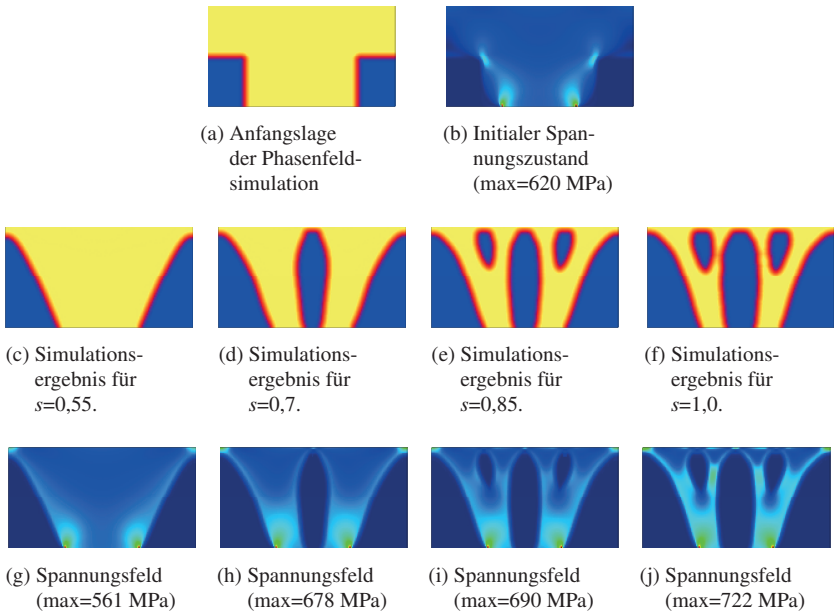 (a) Anfangslage
der Phasenfeld-
simulation
(b) Initialer Span-
nungszustand
(max=620 MPa)
(c) Simulations-
ergebnis für
s=0,55.
(d) Simulations-
ergebnis für
s=0,7.
(e) Simulations-
ergebnis für
s=0,85.
(f) Simulations-
ergebnis für
s=1,0.
(g) Spannungsfeld
(max=561 MPa)
(h) Spannungsfeld
(max=678 MPa)
(i) Spannungsfeld
(max=690 MPa)
(j) Spannungsfeld
(max=722 MPa)